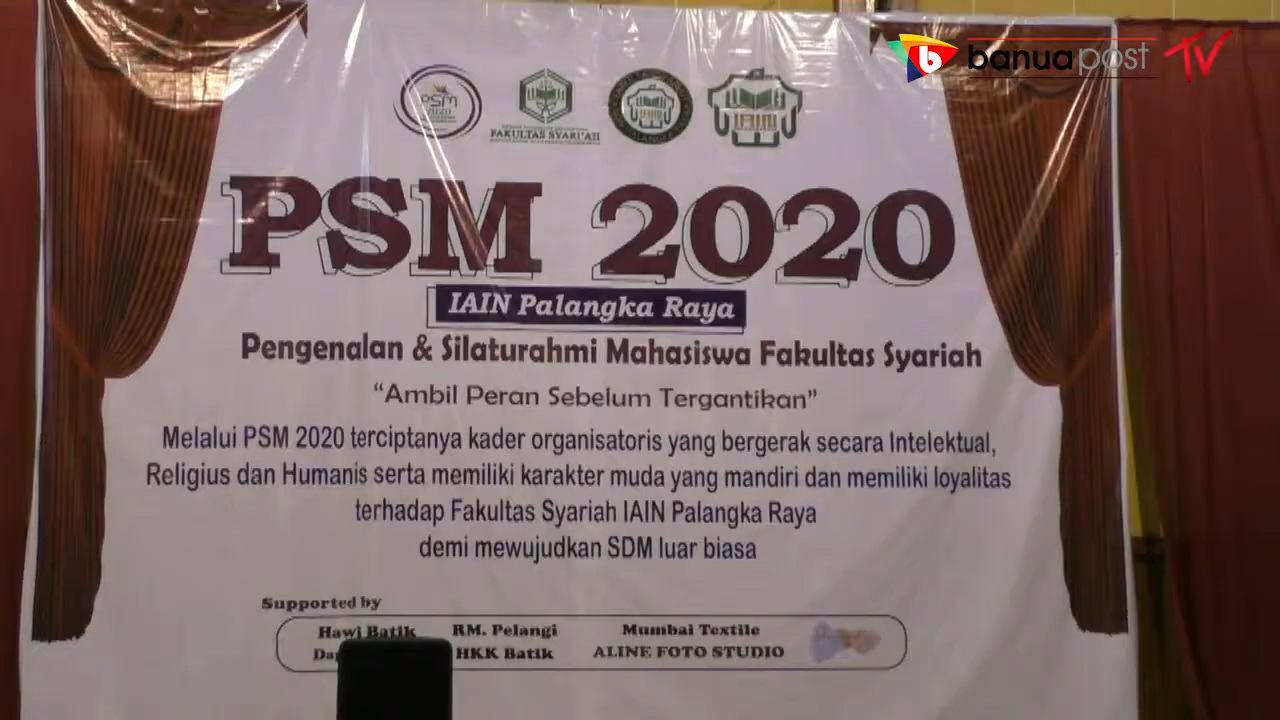 banuapost TV
PSM
2020
FAKULTAS SYARI'AH
PSM 2020
IAIN Palangka Raya
Pengenalan & Silaturahmi Mahasiswa Fakultas Syariah
“Ambil Peran Sebelum Tergantikan”
Melalui PSM 2020 terciptanya kader organisatoris yang bergerak secara Intelektual,
Religius dan Humanis serta memiliki karakter muda yang mandiri dan memiliki loyalitas
terhadap Fakultas Syariah IAIN Palangka Raya
demi mewujudkan SDM luar biasa
Supported by
Hawi Batik RM. Pelangi Mumbai Textile
HKK Batik ALINE FOTO STUDIO